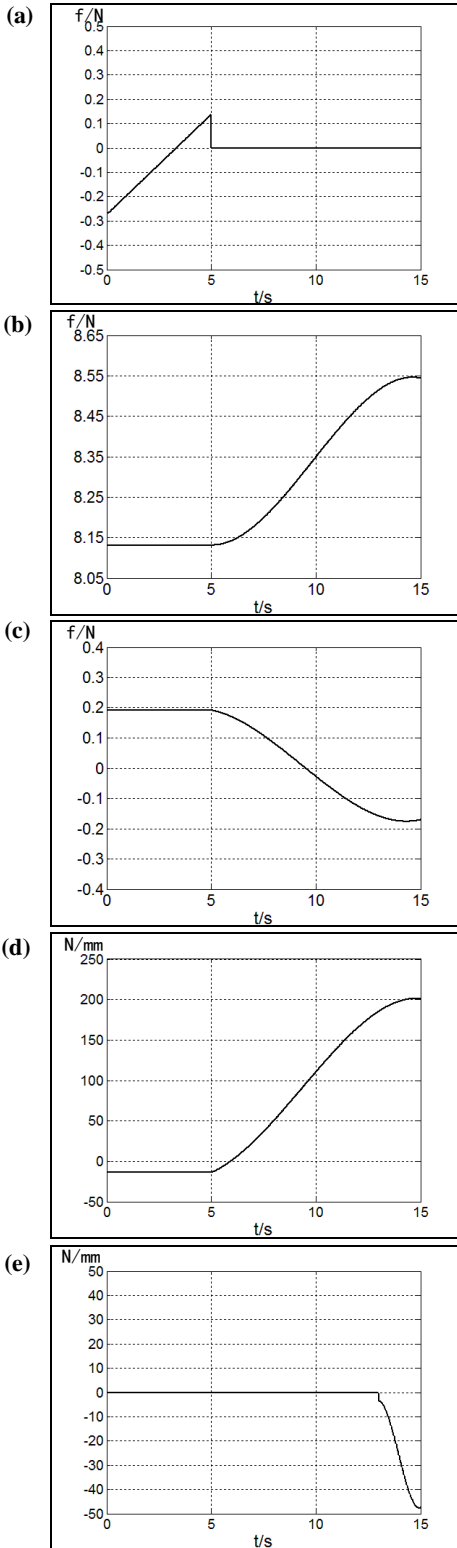 (a)
f/N
0.5
0.4
0.3
0.2
0.1
0
-0.1
-0.2
-0.3
-0.4
-0.5
0 5 10 15
t/s
(b)
f/N
8.65
8.55
8.45
8.35
8.25
8.15
8.05
0 5 10 15
t/s
(c)
f/N
0.4
0.3
0.2
0.1
0
-0.1
-0.2
-0.3
-0.4
0 5 10 15
t/s
(d)
N/mm
250
200
150
100
50
0
-50
0 5 10 15
t/s
(e)
N/mm
50
40
30
20
10
0
-10
-20
-30
-40
-50
0 5 10 15
t/s